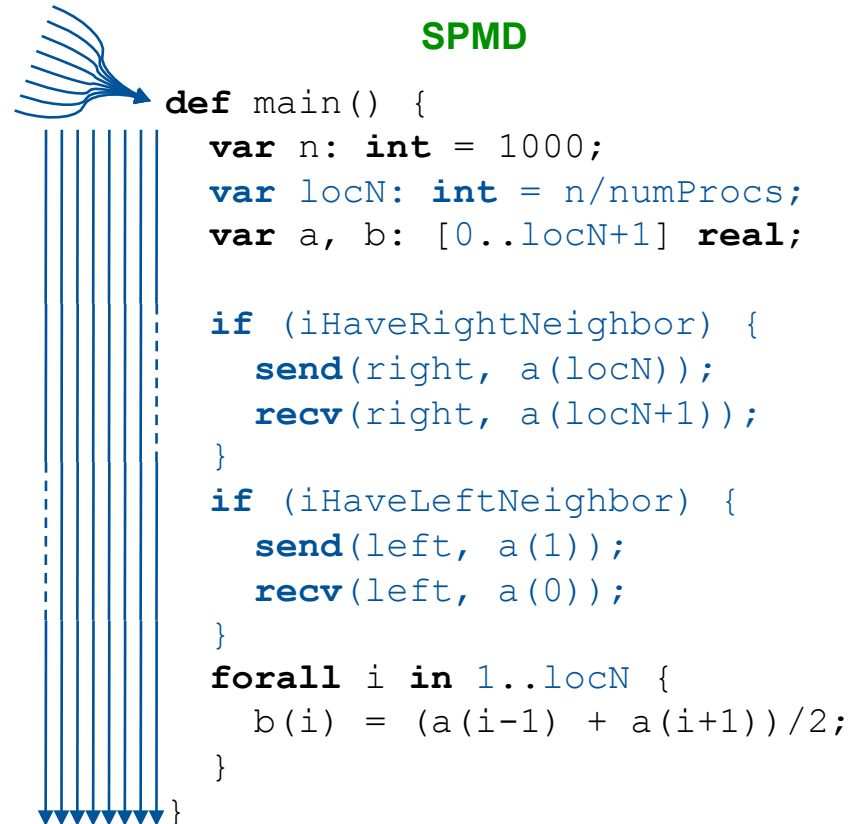 SPMD
def main() {
var n: int = 1000;
var locN: int = n/numProcs;
var a, b: [0..locN+1] real;
if (iHaveRightNeighbor) {
send(right, a(locN));
recv(right, a(locN+1));
}
if (iHaveLeftNeighbor) {
send(left, a(1));
recv(left, a(0));
}
forall i in 1..locN {
b(i) = (a(i-1) + a(i+1))/2;
}
}